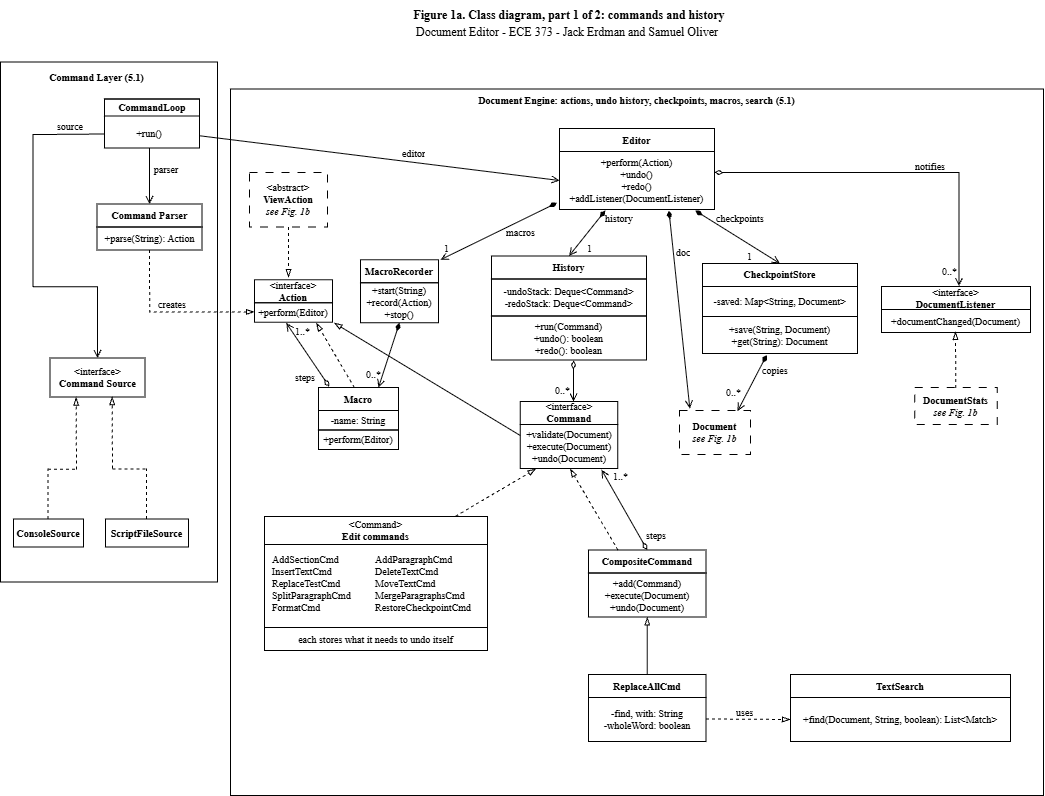 Figure 1a. Class diagram, part 1 of 2: commands and history
Document Editor - ECE 373 - Jack Erdman and Samuel Oliver
Command Layer (5.1)
CommandLoop
+run()
source
parser
Command Parser
+parse(String): Action
creates
<interface>
Command Source
ConsoleSource
ScriptFileSource
Document Engine: actions, undo history, checkpoints, macros, search (5.1)
editor
Editor
+perform(Action)
+undo()
+redo()
+addListener(DocumentListener)
notifies
<abstract>
ViewAction
see Fig. 1b
macros
1
history
1
checkpoints
1
doc
0..*
<interface>
Action
+perform(Editor)
MacroRecorder
+start(String)
+record(Action)
+stop()
History
-undoStack: Deque<Command>
-redoStack: Deque<Command>
+run(Command)
+undo(): boolean
+redo(): boolean
CheckpointStore
-saved: Map<String, Document>
+save(String, Document)
+get(String): Document
<interface>
DocumentListener
+documentChanged(Document)
1..*
steps
0..*
Macro
-name: String
+perform(Editor)
0..*
<interface>
Command
+validate(Document)
+execute(Document)
+undo(Document)
copies
0..*
Document
see Fig. 1b
DocumentStats
see Fig. 1b
1..*
steps
<Command>
Edit commands
AddSectionCmd AddParagraphCmd
InsertTextCmd DeleteTextCmd
ReplaceTestCmd MoveTextCmd
SplitParagraphCmd MergeParagraphsCmd
FormatCmd RestoreCheckpointCmd
each stores what it needs to undo itself
CompositeCommand
+add(Command)
+execute(Document)
+undo(Document)
ReplaceAllCmd
-find, with: String
-wholeWord: boolean
uses
TextSearch
+find(Document, String, boolean): List<Match>